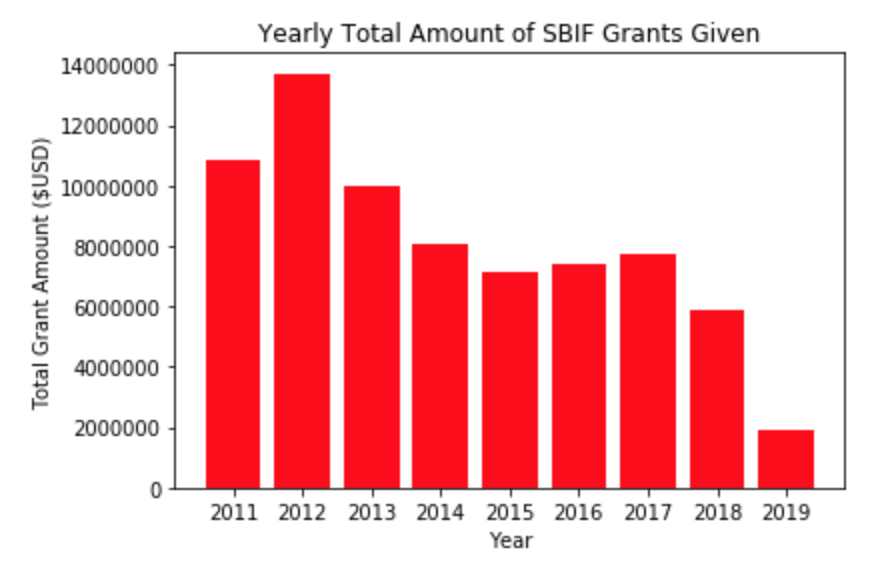 Yearly Total Amount of SBIF Grants Given
Total Grant Amount ($USD)
14000000
12000000
10000000
8000000
6000000
4000000
2000000
0
2011 2012 2013 2014 2015 2016 2017 2018 2019
Year